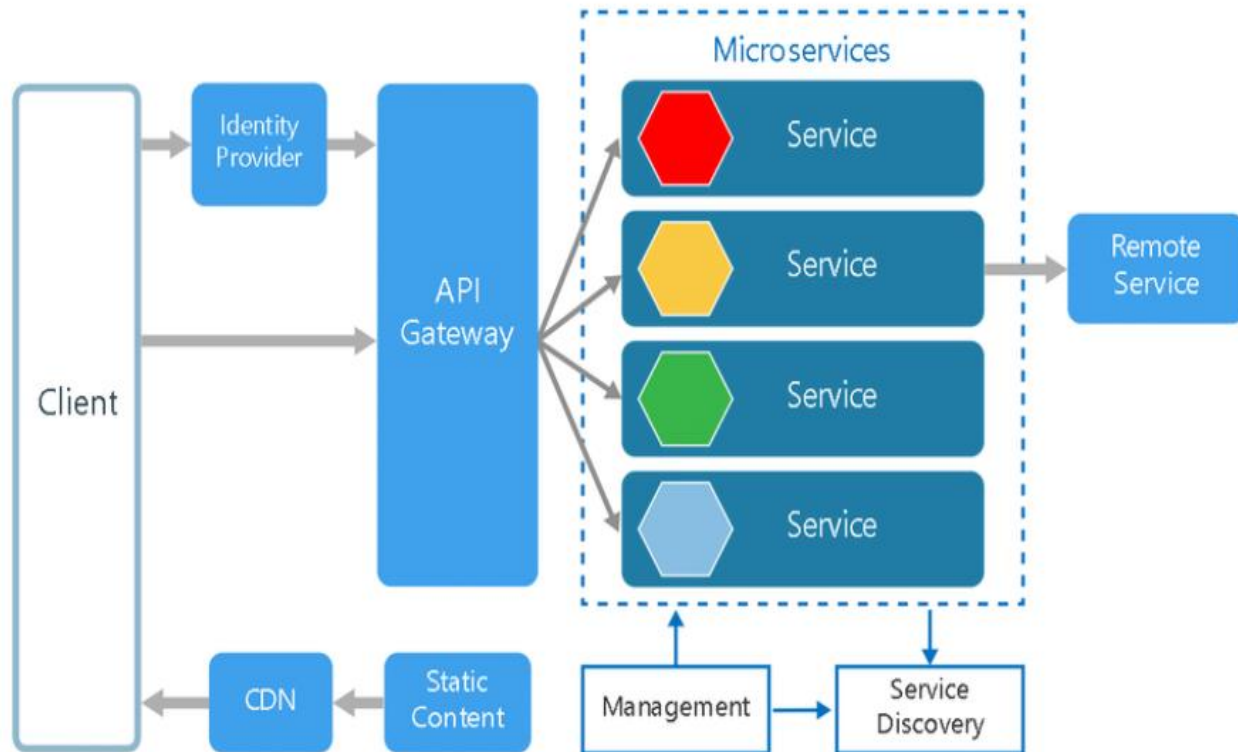 Microservices
Identity
Provider
Service
Service
Remote
Service
API
Gateway
Client
Service
Service
CDN
Static
Content
Management
Service
Discovery